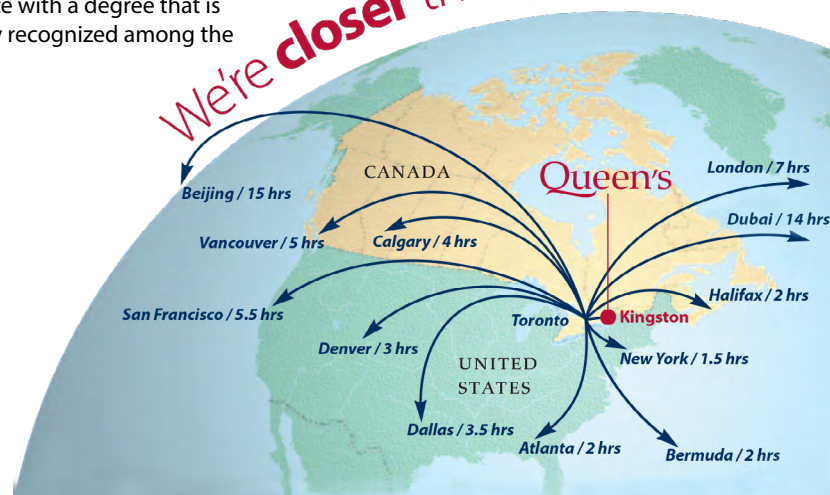 with a degree that is
recognized among the
We're closer
CANADA
Queen's
London / 7 hrs
Beijing / 15 hrs
Dubai / 14 hrs
Vancouver / 5 hrs
Calgary / 4 hrs
Halifax / 2 hrs
San Francisco / 5.5 hrs
Toronto
Kingston
Denver / 3 hrs
New York / 1.5 hrs
UNITED
STATES
Dallas / 3.5 hrs
Atlanta / 2 hrs
Bermuda / 2 hrs